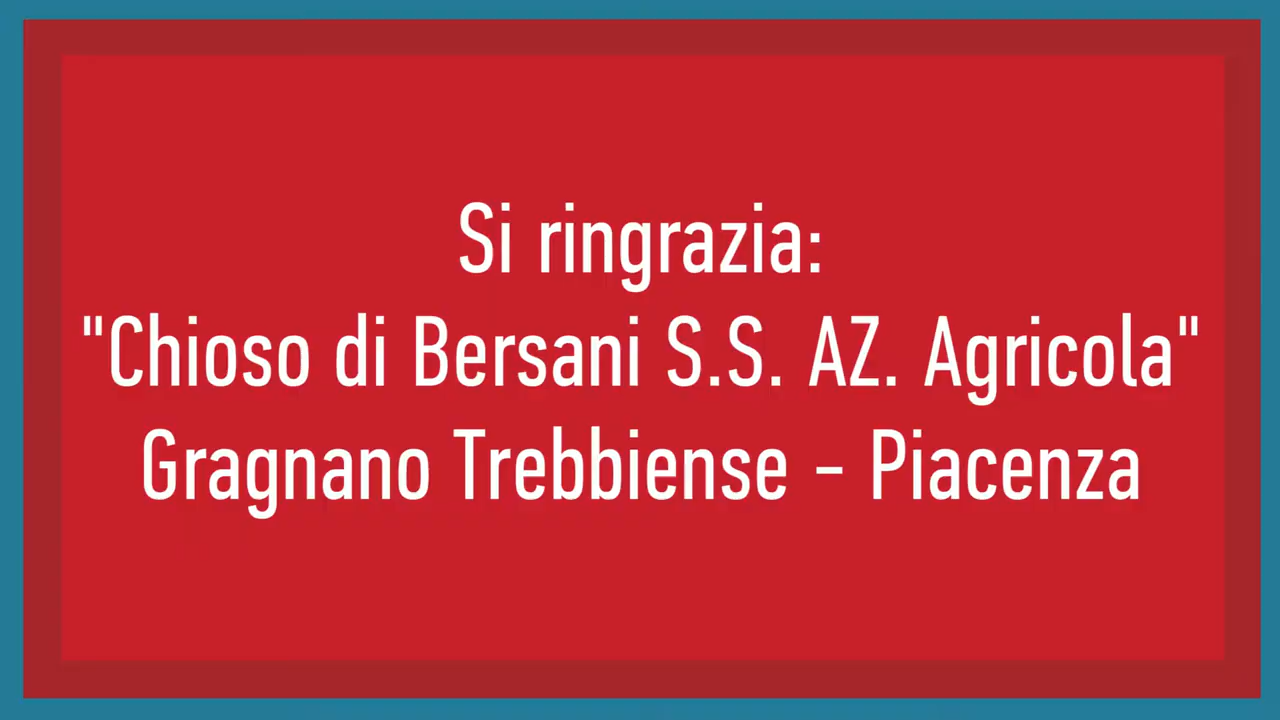 Si ringrazia:
"Chioso di Bersani S.S. AZ. Agricola"
Gragnano Trebbiense - Piacenza